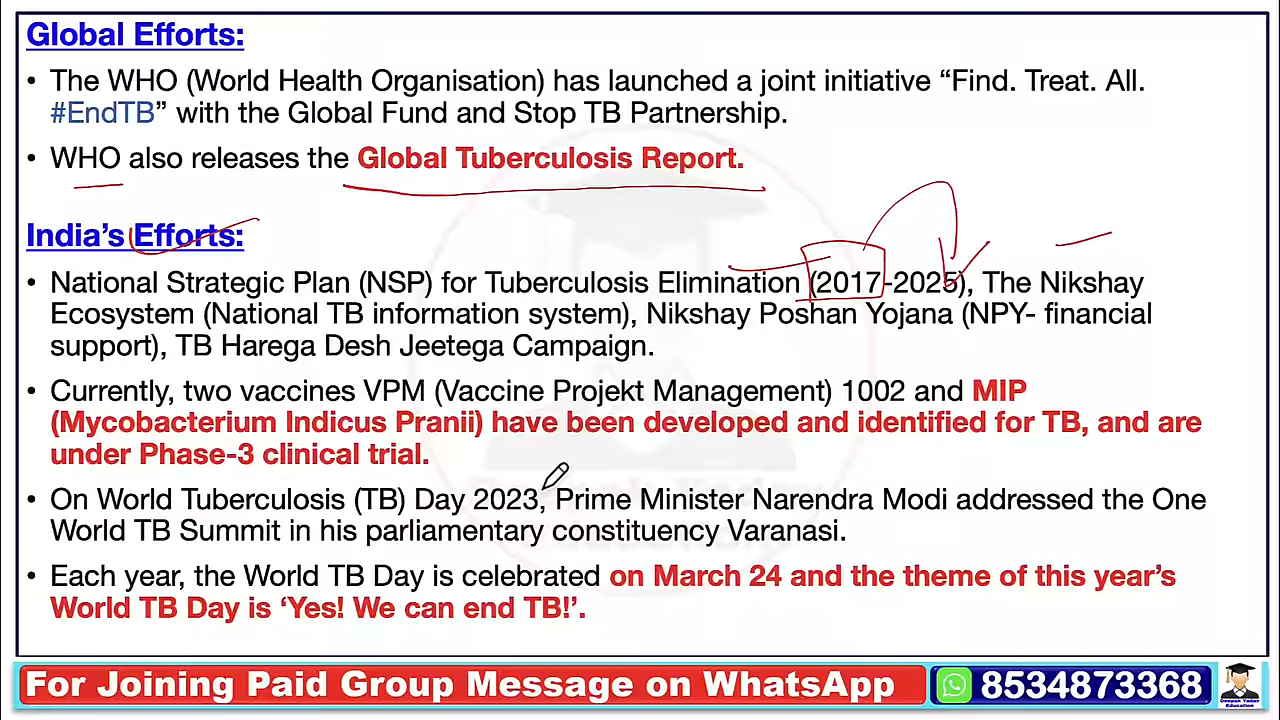 Global Efforts:
• The WHO (World Health Organisation) has launched a joint initiative “Find. Treat. All.
#EndTB” with the Global Fund and Stop TB Partnership.
• WHO also releases the Global Tuberculosis Report.
India’s Efforts:
• National Strategic Plan (NSP) for Tuberculosis Elimination (2017-2025), The Nikshay
Ecosystem (National TB information system), Nikshay Poshan Yojana (NPY- financial
support), TB Harega Desh Jeetega Campaign.
• Currently, two vaccines VPM (Vaccine Projekt Management) 1002 and MIP
(Mycobacterium Indicus Pranii) have been developed and identified for TB, and are
under Phase-3 clinical trial.
• On World Tuberculosis (TB) Day 2023, Prime Minister Narendra Modi addressed the One
World TB Summit in his parliamentary constituency Varanasi.
• Each year, the World TB Day is celebrated on March 24 and the theme of this year’s
World TB Day is ‘Yes! We can end TB!’.
For Joining Paid Group Message on WhatsApp
8534873368
Deepak Yadav
Education